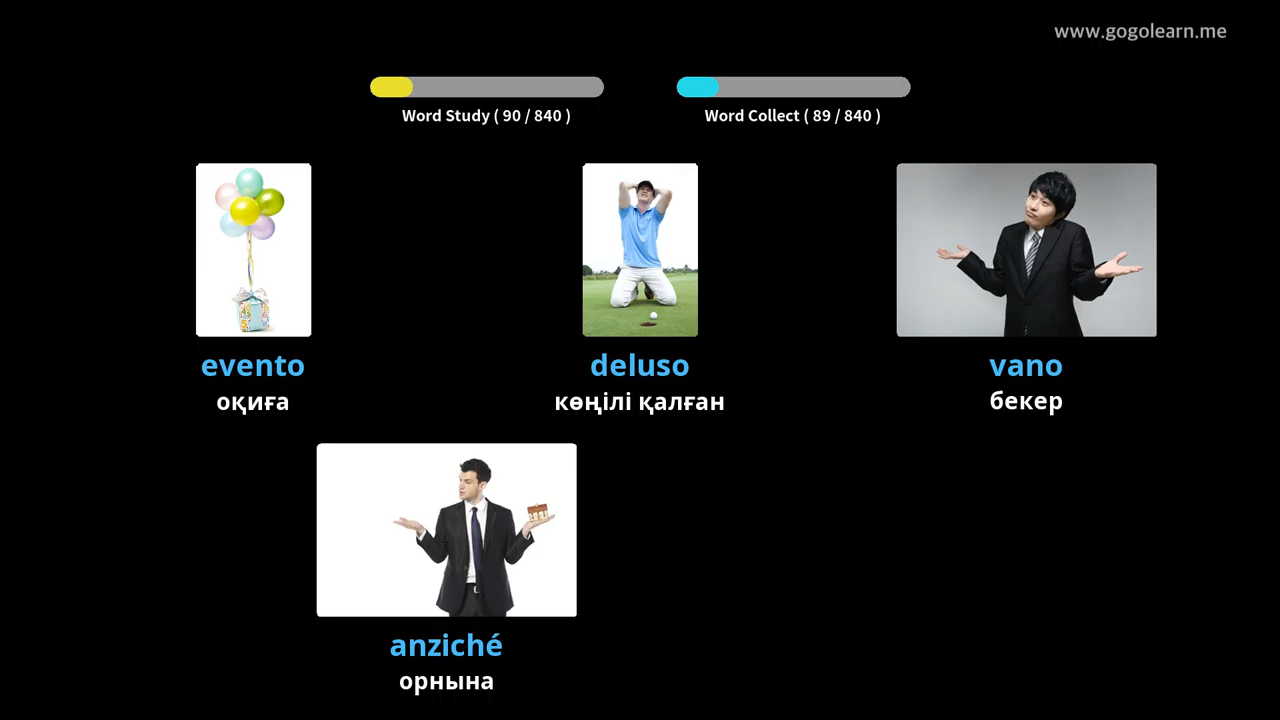 www.gogolearn.me
Word Study ( 90 / 840 )
Word Collect ( 89 / 840 )
evento
оқиға
deluso
көңілі қалған
vano
бекер
anziché
орнына